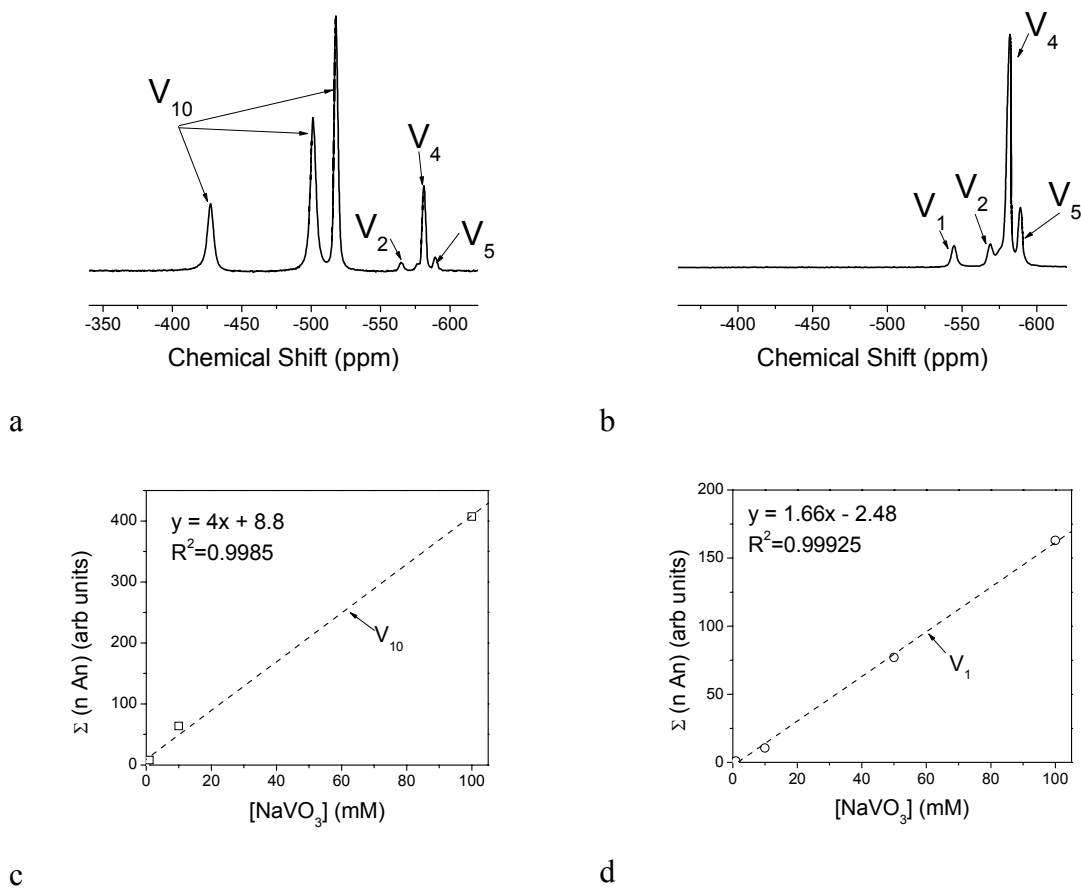 V10
V4
V2
V5
-350 -400 -450 -500 -550 -600
Chemical Shift (ppm)
a
V4
V1
V2
V5
-400 -450 -500 -550 -600
Chemical Shift (ppm)
b
y = 4x + 8.8
R2=0.9985
V10
400
300
200
100
0
0 20 40 60 80 100
Σ (n An) (arb units)
[NaVO3] (mM)
c
y = 1.66x - 2.48
R2=0.99925
V1
200
150
100
50
0
0 20 40 60 80 100
Σ (n An) (arb units)
[NaVO3] (mM)
d